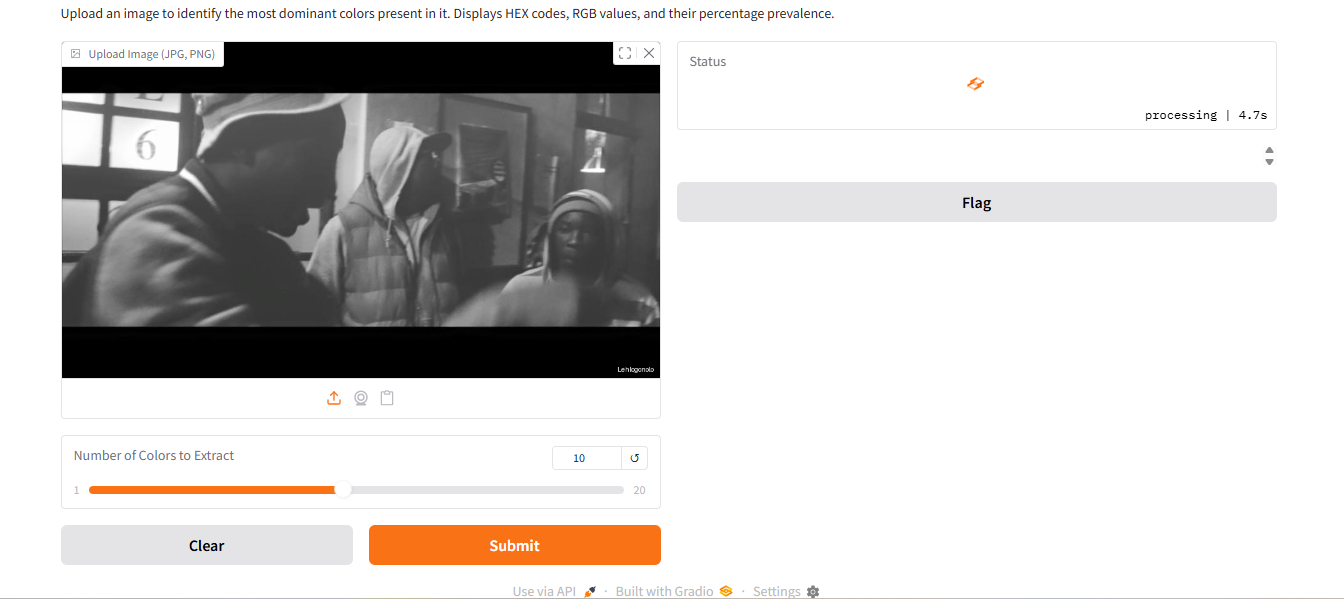 Upload an image to identify the most dominant colors present in it. Displays HEX codes, RGB values, and their percentage prevalence.
Upload Image (JPG, PNG)
6
Lehlogonolo
Number of Colors to Extract
10
1
20
Clear
Submit
Status
processing | 4.7s
Flag
Use via API · Built with Gradio · Settings